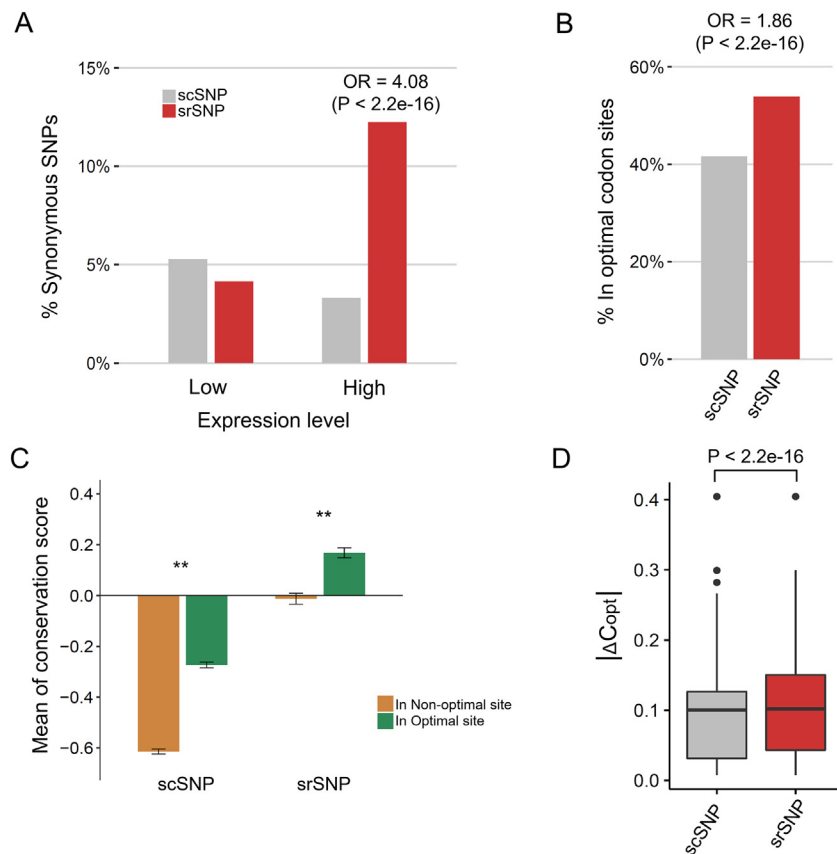 A
15%
10%
5%
0%
% Synonymous SNPs
scSNP
srSNP
OR = 4.08
(P < 2.2e-16)
Low
High
Expression level
B
OR = 1.86
(P < 2.2e-16)
60%
40%
20%
0%
% In optimal codon sites
scSNP
srSNP
C
0.4
0.2
0.0
−0.2
−0.4
−0.6
Mean of conservation score
**
**
In Non-optimal site
In Optimal site
scSNP
srSNP
D
P < 2.2e-16
0.4
0.3
0.2
0.1
0.0
|ΔCopt|
scSNP
srSNP